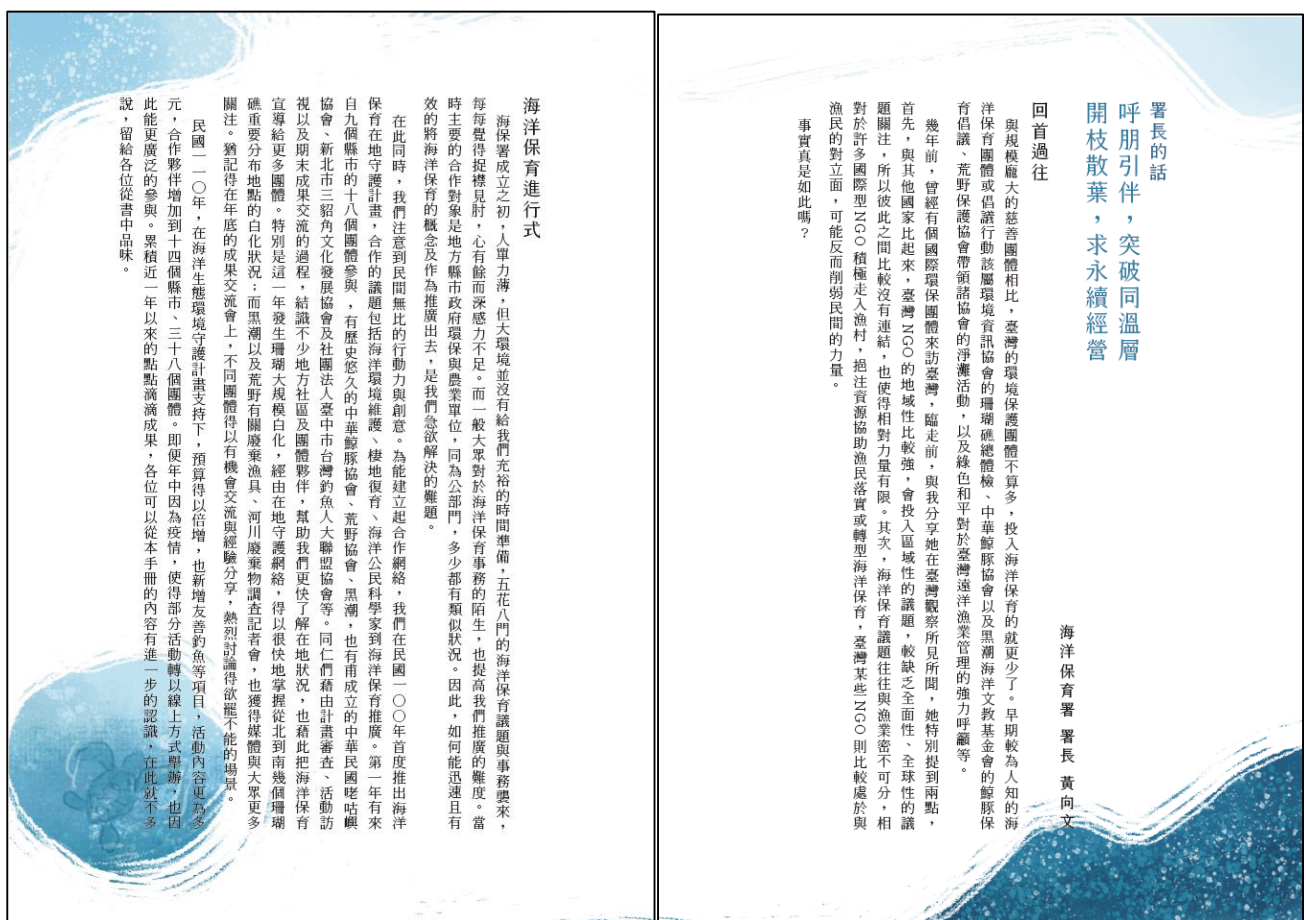 署長的話
呼朋引伴，突破同溫層
開枝散葉，求永續經營
海洋保育署 署長 黃向文
回首過往
與規模龐大的慈善團體相比，臺灣的環境保護團體不算多，投入海洋保育的就更少了。早期較為人知的海
洋保育團體或倡議行動該屬環境資訊協會的珊瑚礁總體檢、中華鯨豚協會以及黑潮海洋文教基金會的鯨豚保
育倡議、荒野保護協會帶領諸協會的淨灘活動，以及綠色和平對於臺灣遠洋漁業管理的強力呼籲等。
幾年前，曾經有個國際環保團體來訪臺灣，臨走前，與我分享她在臺灣觀察所見所聞，她特別提到兩點，
首先，與其他國家比起來，臺灣 NGO 的地域性比較強，會投入區域性的議題，較缺乏全面性、全球性的議
題關注，所以彼此之間比較沒有連結，也使得相對力量有限。其次，海洋保育議題往往與漁業密不可分，相
對於許多國際型 NGO 積極走入漁村，挹注資源協助漁民落實或轉型海洋保育，臺灣某些 NGO 則比較處於與
漁民的對立面，可能反而削弱民間的力量。
事實真是如此嗎？
海洋保育進行式
海保署成立之初，人單力薄，但大環境並沒有給我們充裕的時間準備，五花八門的海洋保育議題與事務襲來，
每每覺得捉襟見肘，心有餘而深感力不足。而一般大眾對於海洋保育事務的陌生，也提高我們推廣的難度。當
時主要的合作對象是地方縣市政府環保與農業單位，同為公部門，多少都有類似狀況。因此，如何能迅速且有
效的將海洋保育的概念及作為推廣出去，是我們急欲解決的難題。
在此同時，我們注意到民間無比的行動力與創意。為能建立起合作網絡，我們在民國一〇〇年首度推出海洋
保育在地守護計畫，合作的議題包括海洋環境維護、棲地復育、海洋公民科學家到海洋保育推廣。第一年有來
自九個縣市的十八個團體參與，有歷史悠久的中華鯨豚協會、荒野協會、黑潮，也有甫成立的中華民國咾咕嶼
協會、新北市三貂角文化發展協會及社團法人臺中市台灣釣魚人大聯盟協會等。同仁們藉由計畫審查、活動訪
視以及期末成果交流的過程，結識不少地方社區及團體夥伴，幫助我們更快了解在地狀況，也藉此把海洋保育
宣導給更多團體。特別是這一年發生珊瑚大規模白化，經由在地守護網絡，得以很快地掌握從北到南幾個珊瑚
礁重要分布地點的白化狀況；而黑潮以及荒野有關廢棄漁具、河川廢棄物調查記者會，也獲得媒體與大眾更多
關注。猶記得在年底的成果交流會上，不同團體得以有機會交流與經驗分享，熱烈討論得欲罷不能的場景。
民國一一〇年，在海洋生態環境守護計畫支持下，預算得以倍增，也新增友善釣魚等項目，活動內容更為多
元，合作夥伴增加到十四個縣市、三十八個團體。即便年中因為疫情，使得部分活動轉以線上方式舉辦，也因
此能更廣泛的參與。累積近一年以來的點點滴滴成果，各位可以從本手冊的內容有進一步的認識，在此就不多
說，留給各位從書中品味。